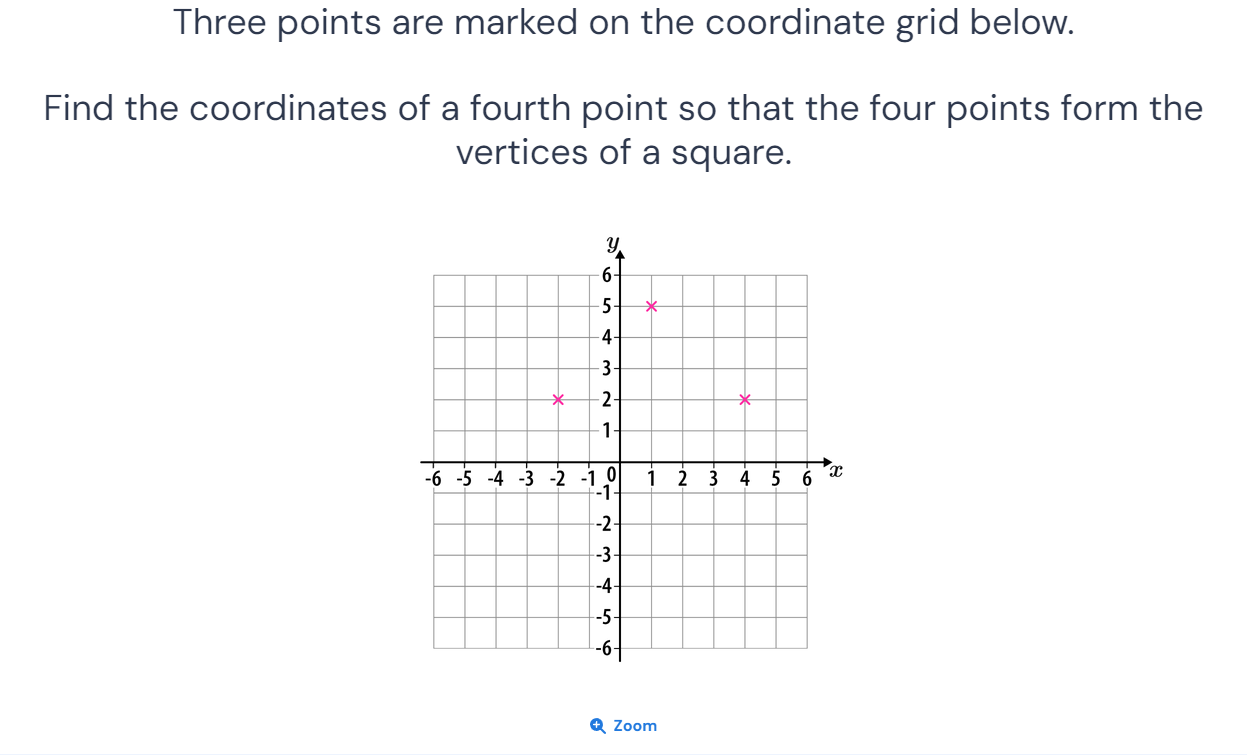 Three points are marked on the coordinate grid below.
Find the coordinates of a fourth point so that the four points form the
vertices of a square.
y
6
5
4
3
2
1
-6 -5 -4 -3 -2 -1 0 1 2 3 4 5 6 x
-1
-2
-3
-4
-5
-6
Zoom